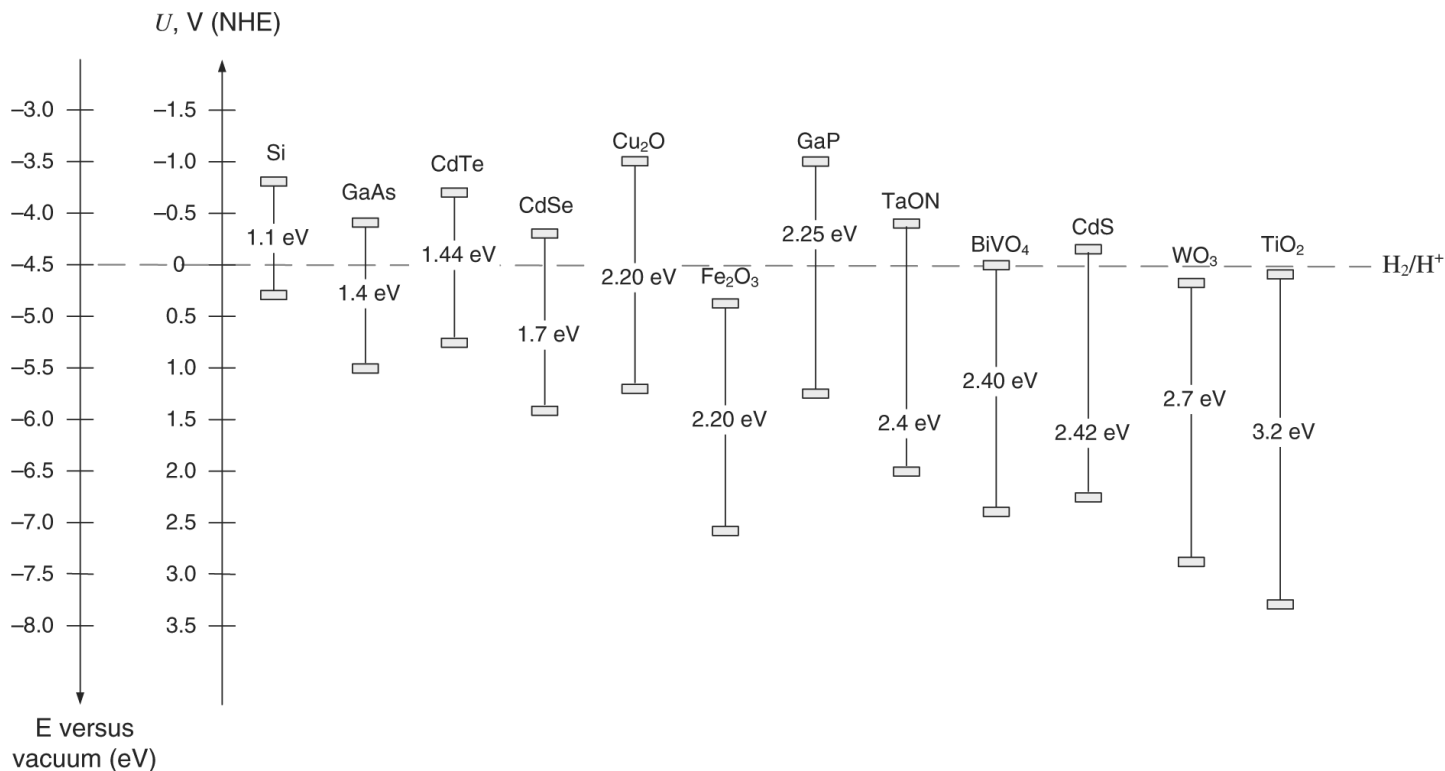 U, V (NHE)
–3.0
–3.5
–4.0
–4.5
–5.0
–5.5
–6.0
–6.5
–7.0
–7.5
–8.0
E versus
vacuum (eV)
–1.5
–1.0
–0.5
0
0.5
1.0
1.5
2.0
2.5
3.0
3.5
Si
1.1 eV
GaAs
1.4 eV
CdTe
1.44 eV
CdSe
1.7 eV
Cu₂O
2.20 eV
Fe₂O₃
2.20 eV
GaP
2.25 eV
TaON
2.4 eV
BiVO₄
2.40 eV
CdS
2.42 eV
WO₃
2.7 eV
TiO₂
3.2 eV
H₂/H⁺